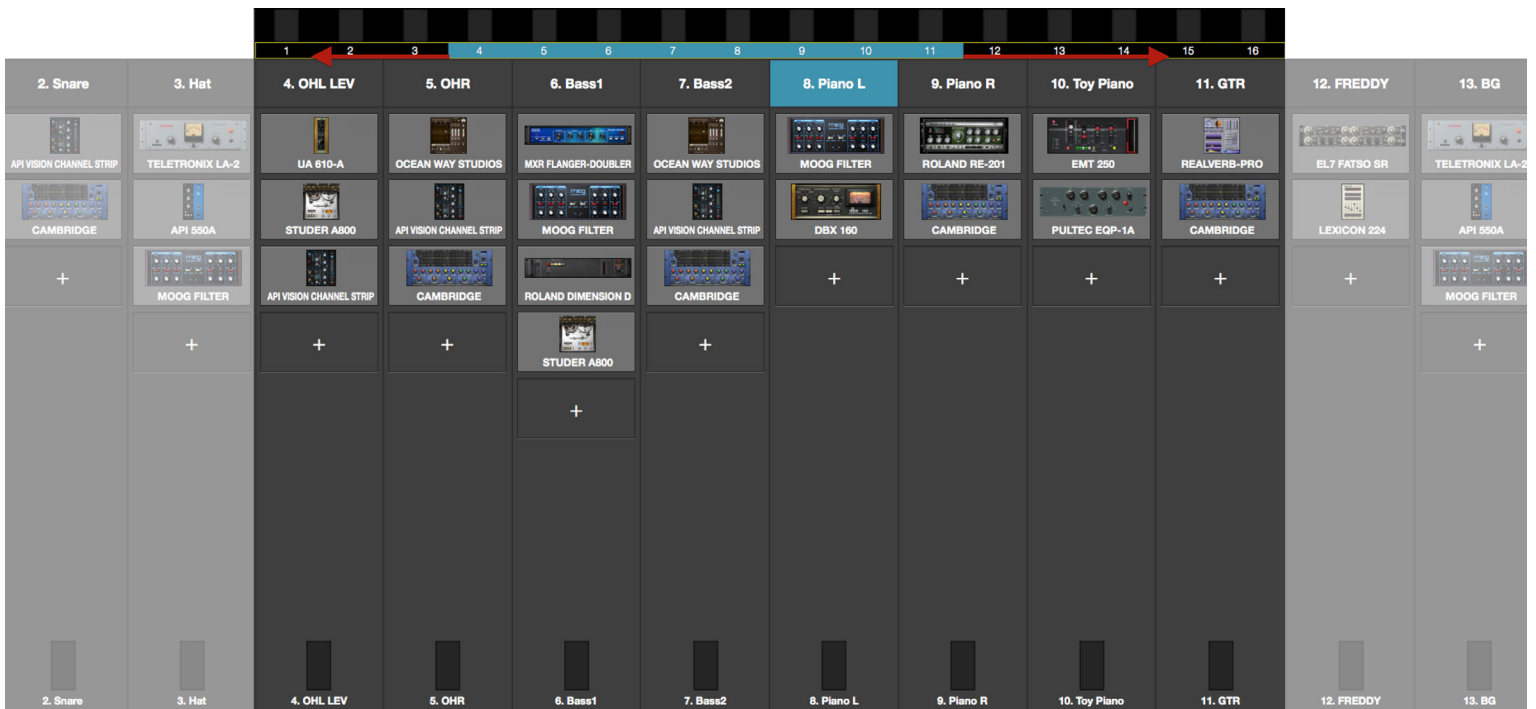 1 2 3 4 5 6 7 8 9 10 11 12 13 14 15 16
2. Snare 3. Hat 4. OHL LEV 5. OHR 6. Bass1 7. Bass2 8. Piano L 9. Piano R 10. Toy Piano 11. GTR 12. FREDDY 13. BG
API VISION CHANNEL STRIP TELETRONIX LA-2 UA 610-A OCEAN WAY STUDIOS MXR FLANGER-DOUBLER OCEAN WAY STUDIOS MOOG FILTER ROLAND RE-201 EMT 250 REALVERB-PRO EL7 FATSO SR TELETRONIX LA-2
CAMBRIDGE API 550A STUDER A800 API VISION CHANNEL STRIP MOOG FILTER API VISION CHANNEL STRIP DBX 160 CAMBRIDGE PULTEC EQP-1A CAMBRIDGE LEXICON 224 API 550A
+ MOOG FILTER API VISION CHANNEL STRIP CAMBRIDGE ROLAND DIMENSION D CAMBRIDGE + + + + + MOOG FILTER
+ + + STUDER A800 + +
+
2. Snare 3. Hat 4. OHL LEV 5. OHR 6. Bass1 7. Bass2 8. Piano L 9. Piano R 10. Toy Piano 11. GTR 12. FREDDY 13. BG